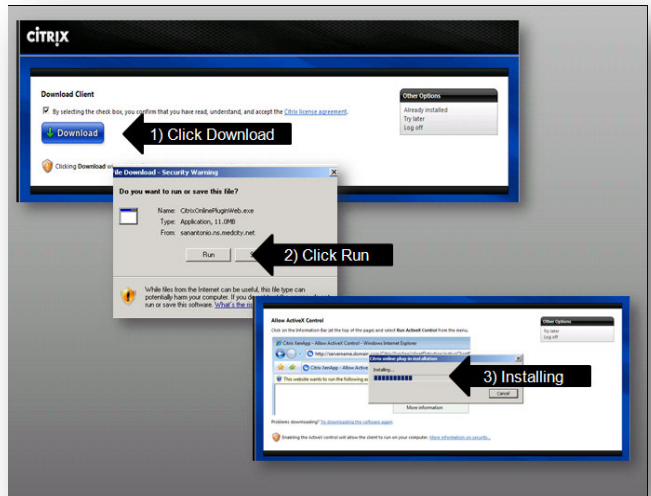 CİTRIX
Download Client
By selecting the check box, you confirm that you have read, understand, and accept the Citrix license agreement.
Download
1) Click Download
Clicking Download
Other Options
Already installed
Try later
Log off
File Download - Security Warning
Do you want to run or save this file?
Name: CitrixOnlinePluginWeb.exe
Type: Application, 11.0MB
From: sanantonio.ns.medcity.net
Run
2) Click Run
While files from the Internet can be useful, this file type can
potentially harm your computer. If you do
run or save this software. What's the
Allow ActiveX Control
Click on the Information Bar (at the top of the page) and select Run ActiveX Control from the menu.
Other Options
Try later
Log off
Citrix XenApp - Allow ActiveX Control - Windows Internet Explorer
http://servername.domain.com
Citrix XenApp - Allow Active
This website wants to run the following
Citrix online plug-in installation
Installing...
Cancel
3) Installing
More information
Problems downloading? Try downloading the software again
Enabling the ActiveX control will allow the client to run on your computer. More information on security...